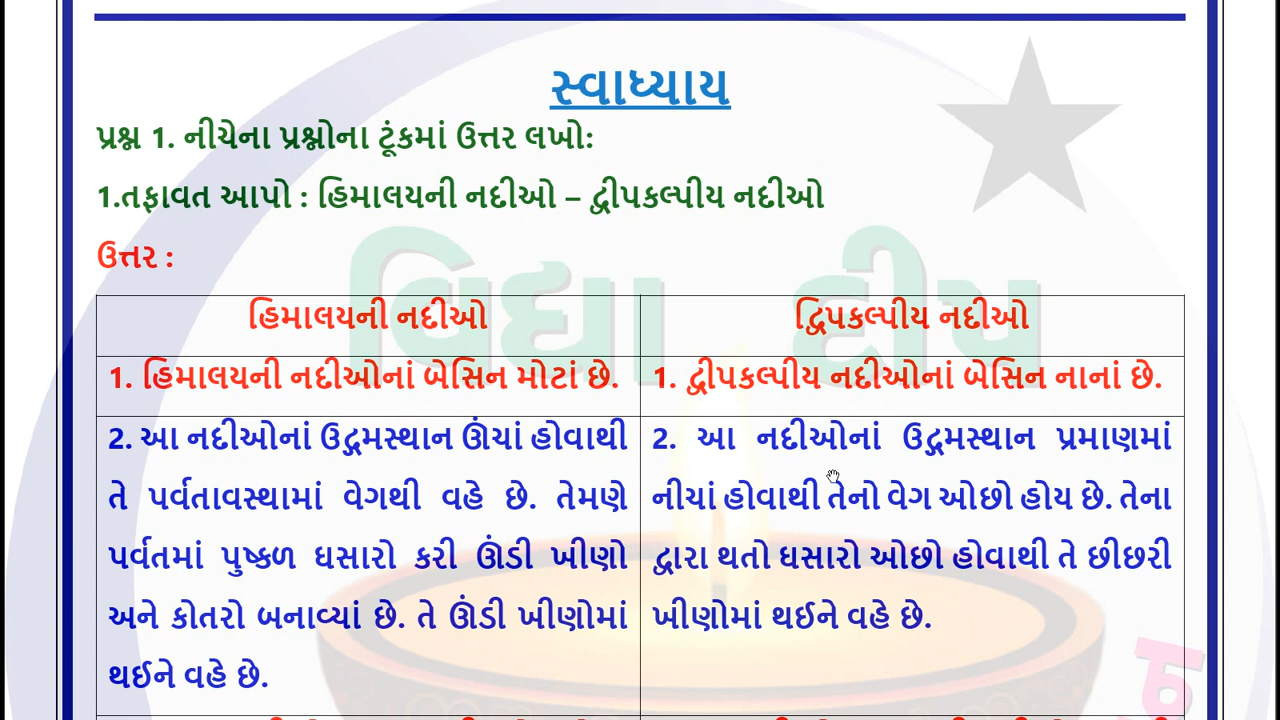 સ્વાધ્યાય
પ્રશ્ન 1. નીચેના પ્રશ્નોના ટૂંકમાં ઉત્તર લખોઃ
1.તફાવત આપો : હિમાલયની નદીઓ – દ્વીપકલ્પીય નદીઓ
ઉત્તર :
હિમાલયની નદીઓ
દ્વિપકલ્પીય નદીઓ
1. હિમાલયની નદીઓનાં બેસિન મોટાં છે.
1. દ્વીપકલ્પીય નદીઓનાં બેસિન નાનાં છે.
2. આ નદીઓનાં ઉદ્ગમસ્થાન ઊંચાં હોવાથી
તે પર્વતાવસ્થામાં વેગથી વહે છે. તેમણે
પર્વતમાં પુષ્કળ ઘસારો કરી ઊંડી ખીણો
અને કોતરો બનાવ્યાં છે. તે ઊંડી ખીણોમાં
થઈને વહે છે.
2. આ નદીઓનાં ઉદ્ગમસ્થાન પ્રમાણમાં
નીચાં હોવાથી તેનો વેગ ઓછો હોય છે. તેના
દ્વારા થતો ઘસારો ઓછો હોવાથી તે છીછરી
ખીણોમાં થઈને વહે છે.
વિદ્યા દીપ